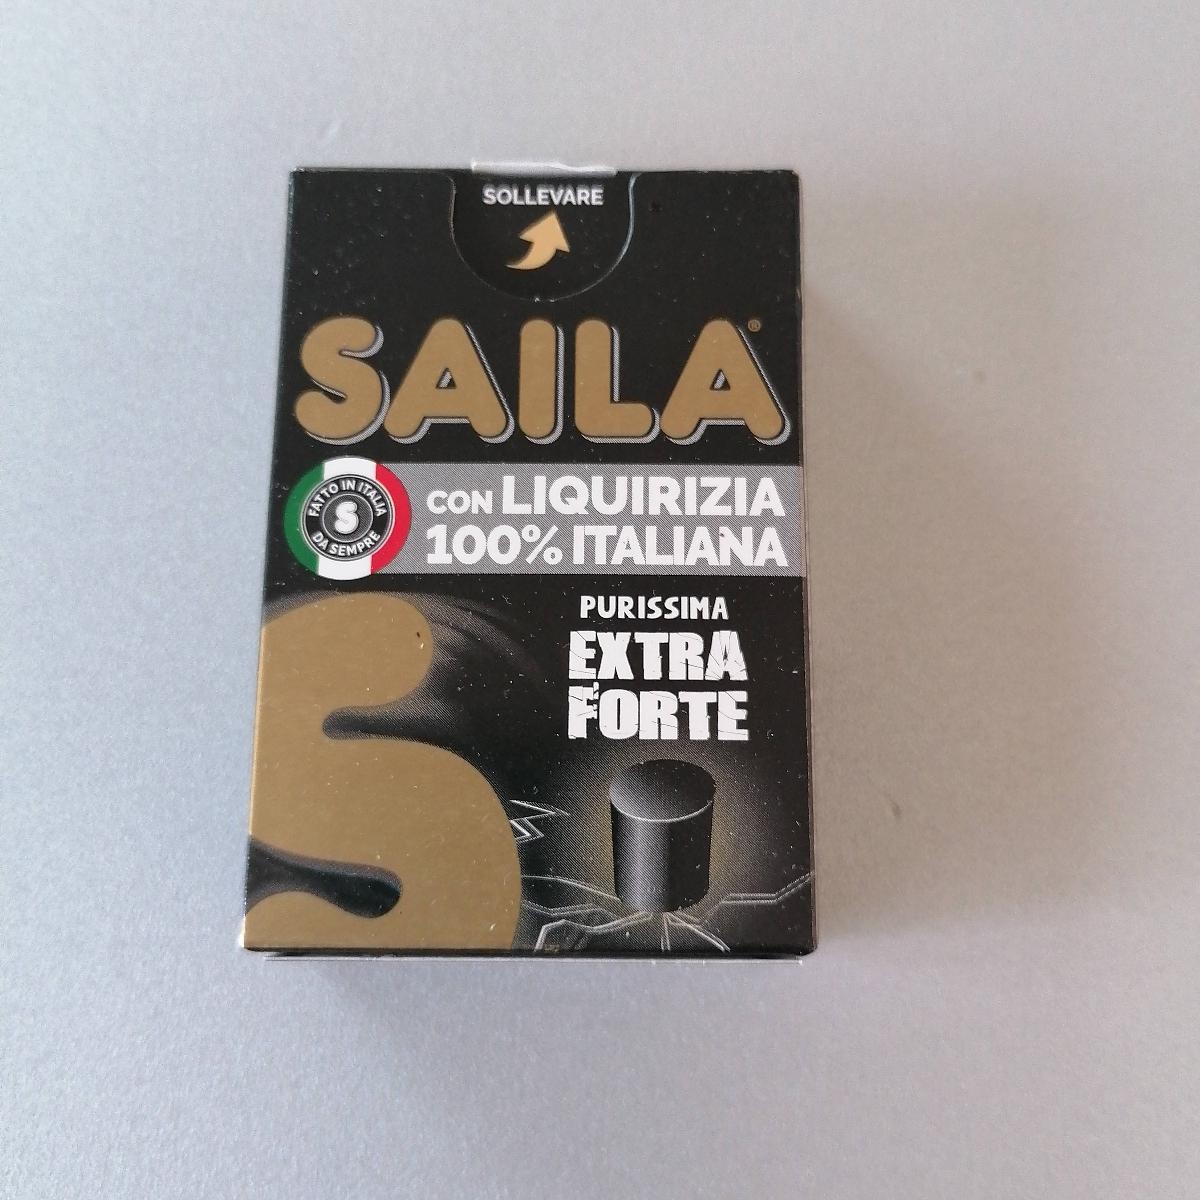 SOLLEVARE
SAILA®
FATTO IN ITALIA
S
DA SEMPRE
CON LIQUIRIZIA
100% ITALIANA
PURISSIMA
EXTRA
FORTE
S